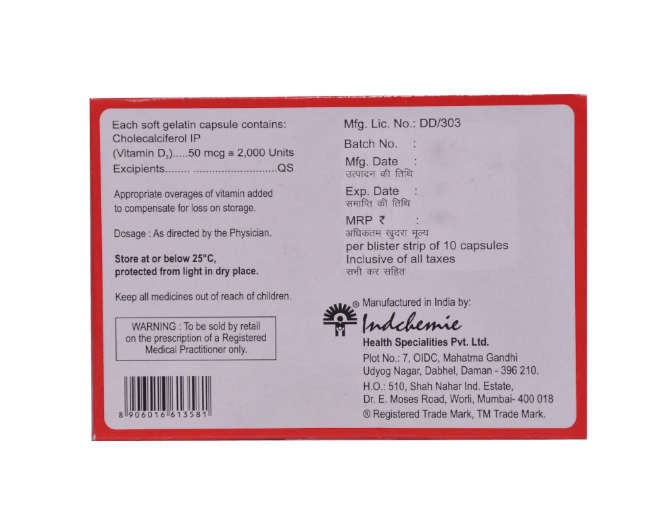 Each soft gelatin capsule contains:
Cholecalciferol IP
(Vitamin D₃).....50 mcg ≅ 2,000 Units
Excipients....... ............................QS
Appropriate overages of vitamin added
to compensate for loss on storage.
Dosage : As directed by the Physician.
Store at or below 25°C,
protected from light in dry place.
Keep all medicines out of reach of children.
WARNING : To be sold by retail
on the prescription of a Registered
Medical Practitioner only.
8 906016 613581
Mfg. Lic. No.: DD/303
Batch No. :
Mfg. Date :
उत्पादन की तिथि
Exp. Date :
समाप्ति की तिथि
MRP ₹ :
अधिकतम खुदरा मूल्य
per blister strip of 10 capsules
Inclusive of all taxes
सभी कर सहित
® Manufactured in India by:
Indchemie
Health Specialities Pvt. Ltd.
Plot No.: 7, OIDC, Mahatma Gandhi
Udyog Nagar, Dabhel, Daman - 396 210.
H.O.: 510, Shah Nahar Ind. Estate,
Dr. E. Moses Road, Worli, Mumbai- 400 018
® Registered Trade Mark, TM Trade Mark.